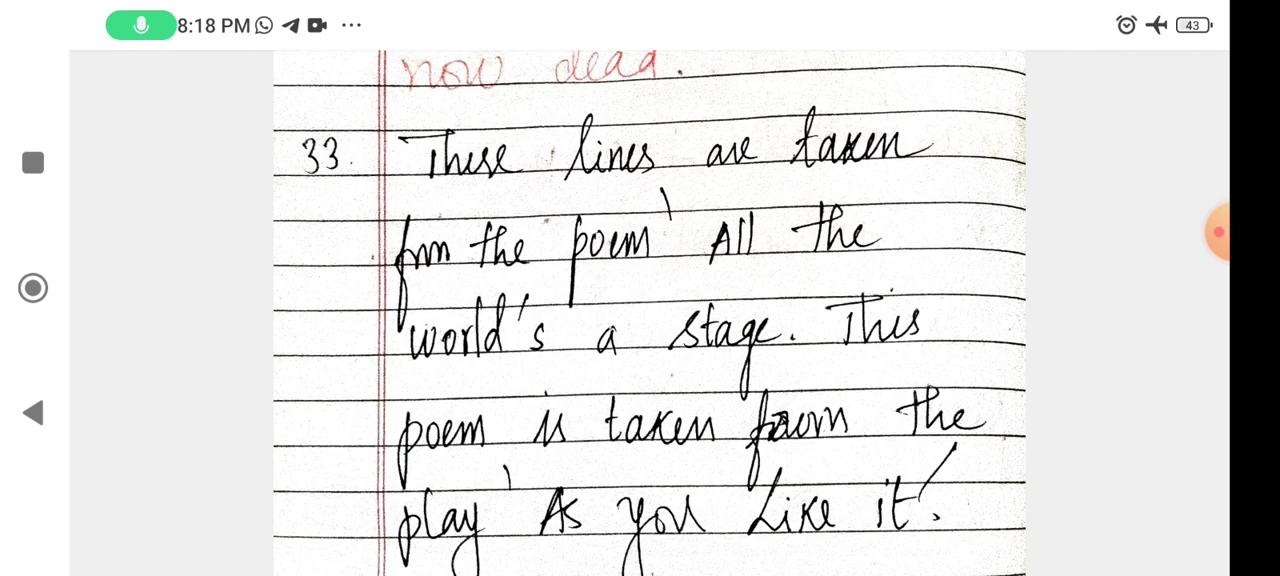 8:18 PM
43
now dead.
33. These lines are taken
from the poem 'All the
world's a stage. This
poem is taken from the
play 'As you Like it'.